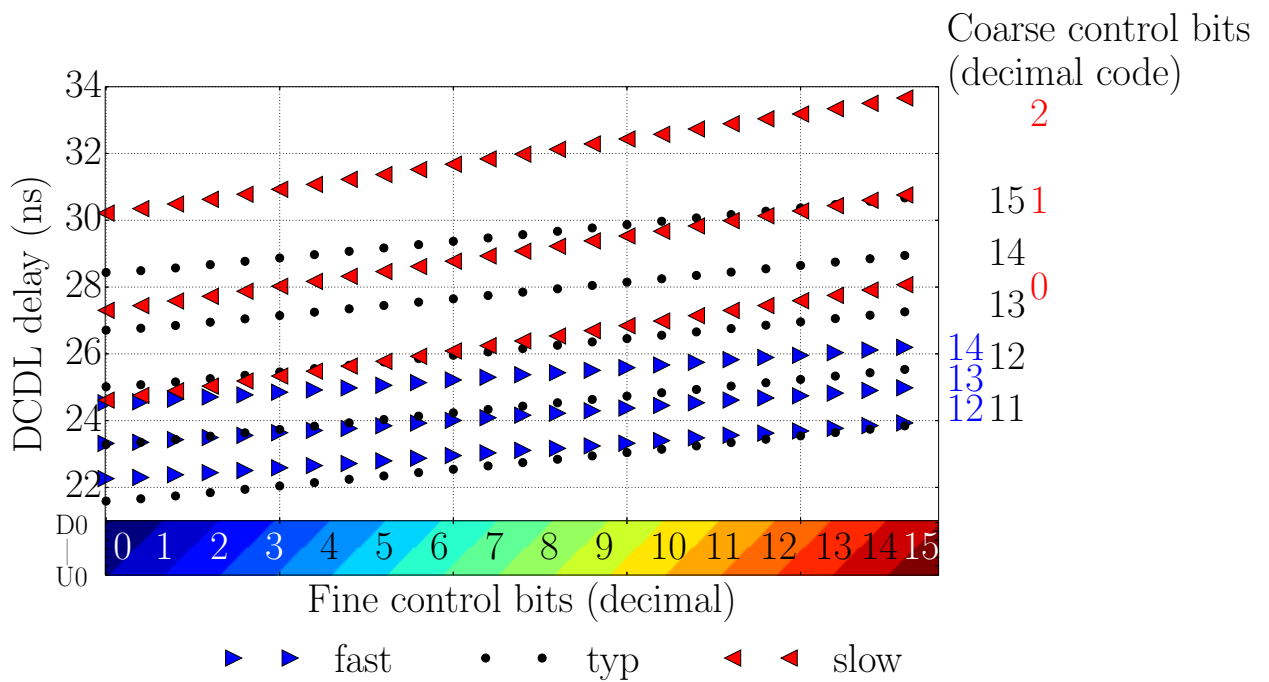 Coarse control bits
(decimal code)
2
15 1
14
0
13
14 12
13
12 11
34
32
30
28
26
24
22
DCDL delay (ns)
D0
|
U0
0 1 2 3 4 5 6 7 8 9 10 11 12 13 14 15
Fine control bits (decimal)
fast typ slow